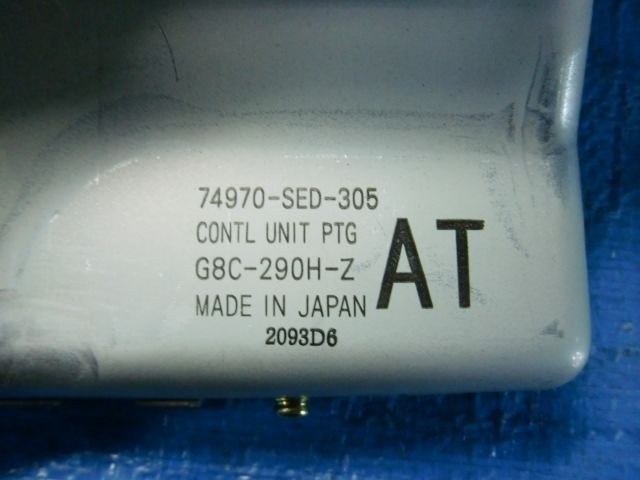 74970-SED-305
CONTL UNIT PTG
G8C-290H-Z
MADE IN JAPAN
AT
2093D6